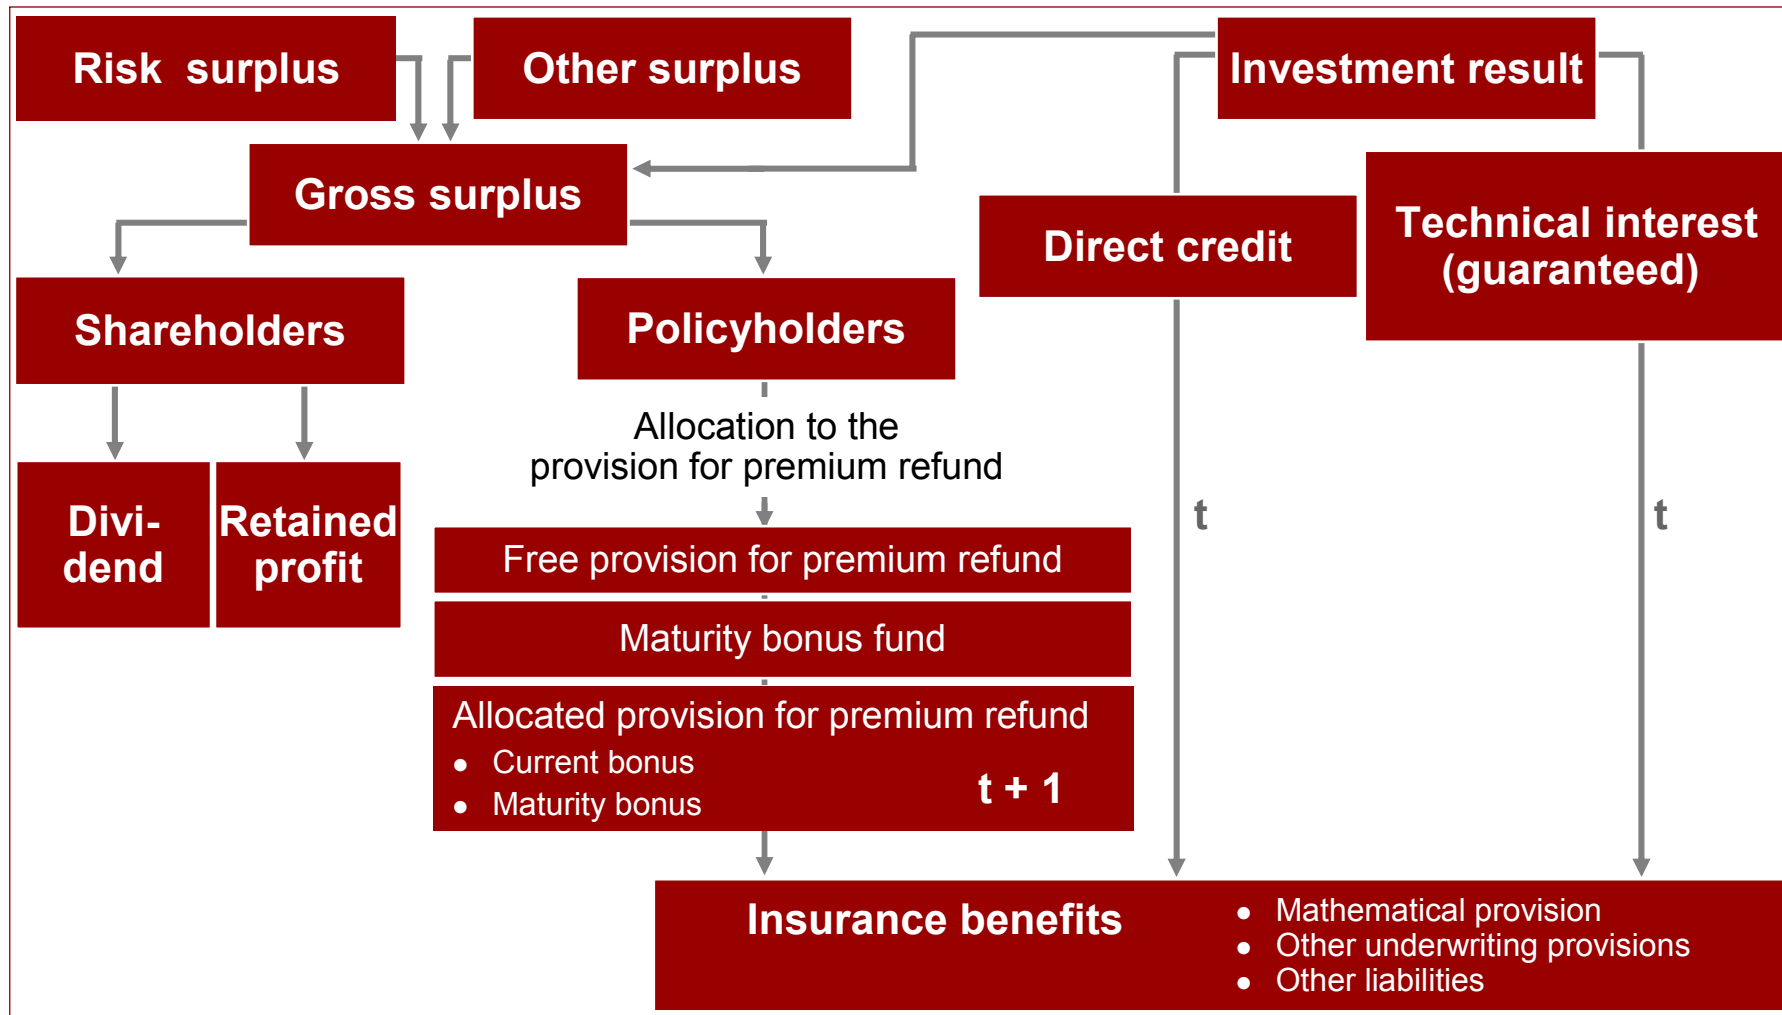 Risk surplus
Other surplus
Investment result
Gross surplus
Direct credit
Technical interest
(guaranteed)
Shareholders
Policyholders
Allocation to the
provision for premium refund
Divi-
dend
Retained
profit
t
t
Free provision for premium refund
Maturity bonus fund
Allocated provision for premium refund
● Current bonus
● Maturity bonus
t + 1
Insurance benefits
● Mathematical provision
● Other underwriting provisions
● Other liabilities